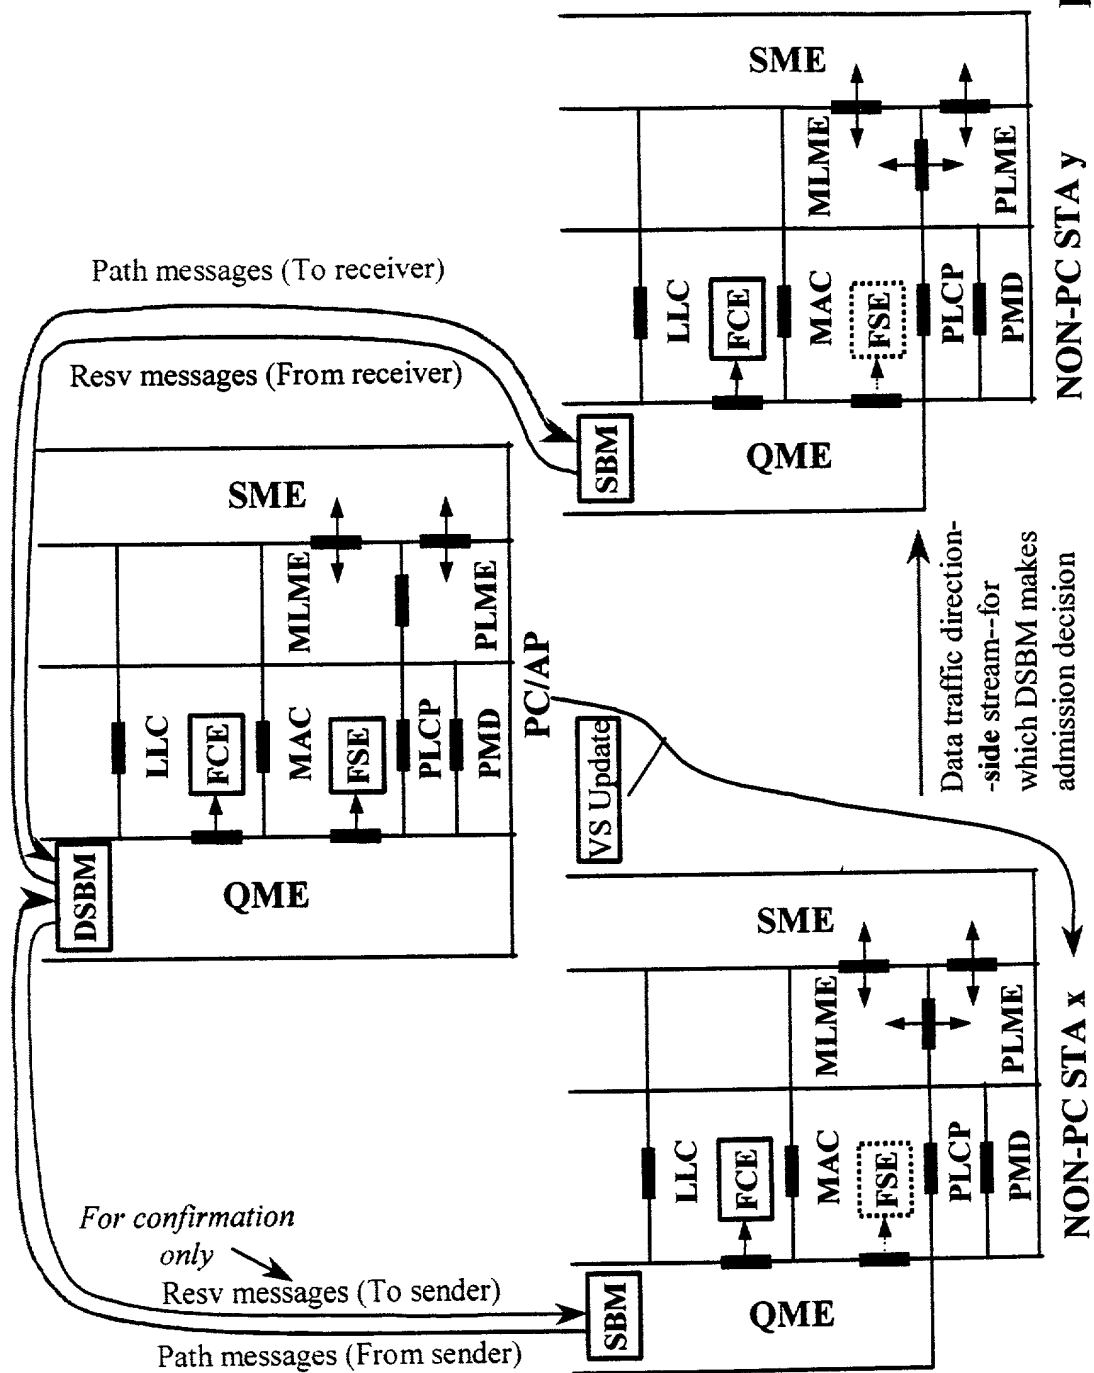 SME
MLME
PLME
LLC
FCE
MAC
FSE
PLCP
PMD
SBM
QME
NON-PC STA y
Path messages (To receiver)
Resv messages (From receiver)
SME
MLME
PLME
LLC
FCE
MAC
FSE
PLCP
PMD
DSBM
QME
PC/AP
VS Update
Data traffic direction-
-side stream--for
which DSBM makes
admission decision
SME
MLME
PLME
LLC
FCE
MAC
FSE
PLCP
PMD
SBM
QME
NON-PC STA x
For confirmation
only
Resv messages (To sender)
Path messages (From sender)